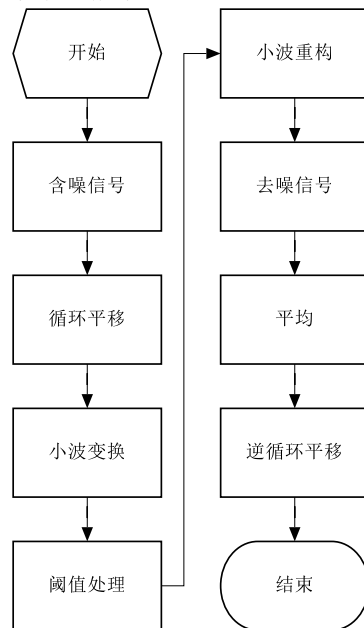 开始
含噪信号
循环平移
小波变换
阈值处理
小波重构
去噪信号
平均
逆循环平移
结束